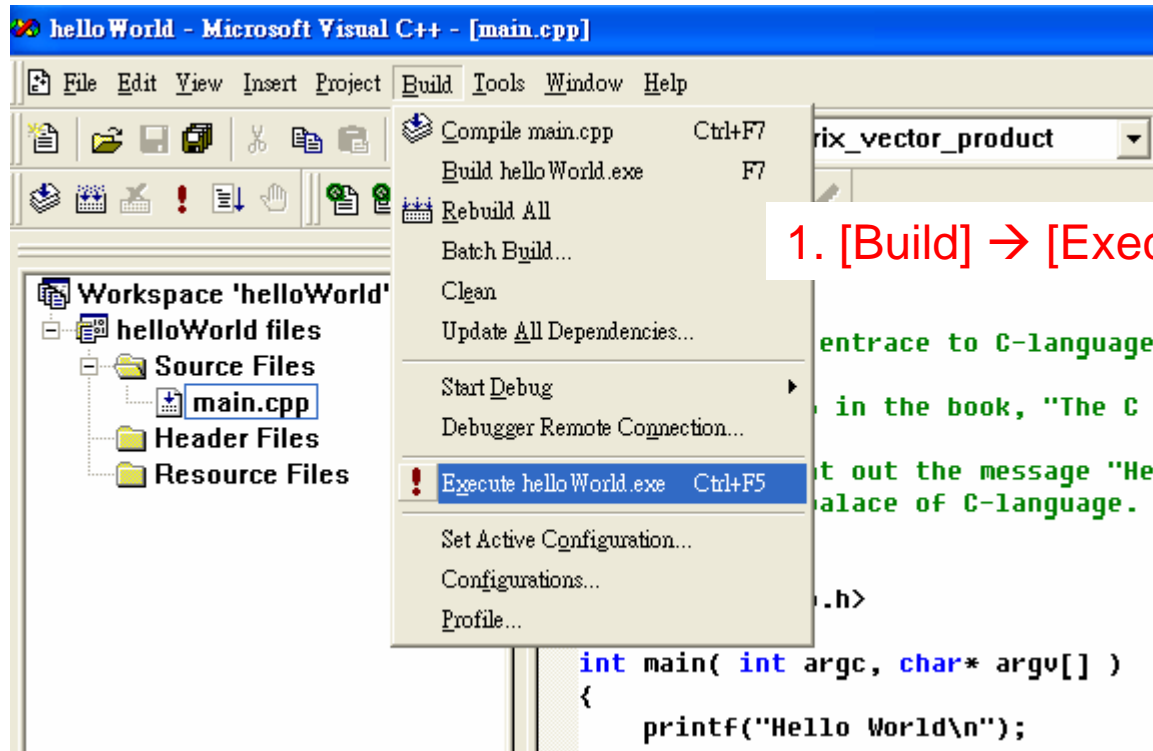 helloWorld - Microsoft Visual C++ - [main.cpp]
File Edit View Insert Project Build Tools Window Help
Compile main.cpp Ctrl+F7
Build helloWorld.exe F7
Rebuild All
Batch Build...
Clean
Update All Dependencies...
Start Debug
Debugger Remote Connection...
Execute helloWorld.exe Ctrl+F5
Set Active Configuration...
Configurations...
Profile...
rix_vector_product
1. [Build] → [Exec
Workspace 'helloWorld'
helloWorld files
Source Files
main.cpp
Header Files
Resource Files
entrace to C-language
in the book, "The C
t out the message "He
alace of C-language.
.h>
int main( int argc, char* argv[] )
{
printf("Hello World\n");